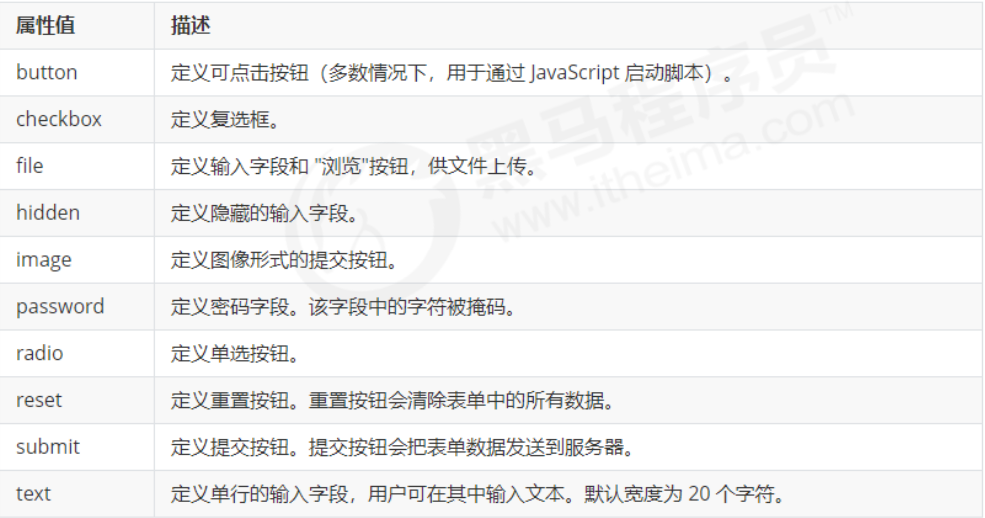 属性值 描述
button 定义可点击按钮（多数情况下，用于通过 JavaScript 启动脚本）。
checkbox 定义复选框。
file 定义输入字段和 "浏览"按钮，供文件上传。
hidden 定义隐藏的输入字段。
image 定义图像形式的提交按钮。
password 定义密码字段。该字段中的字符被掩码。
radio 定义单选按钮。
reset 定义重置按钮。重置按钮会清除表单中的所有数据。
submit 定义提交按钮。提交按钮会把表单数据发送到服务器。
text 定义单行的输入字段，用户可在其中输入文本。默认宽度为 20 个字符。
黑马程序员TM
www.itheima.com